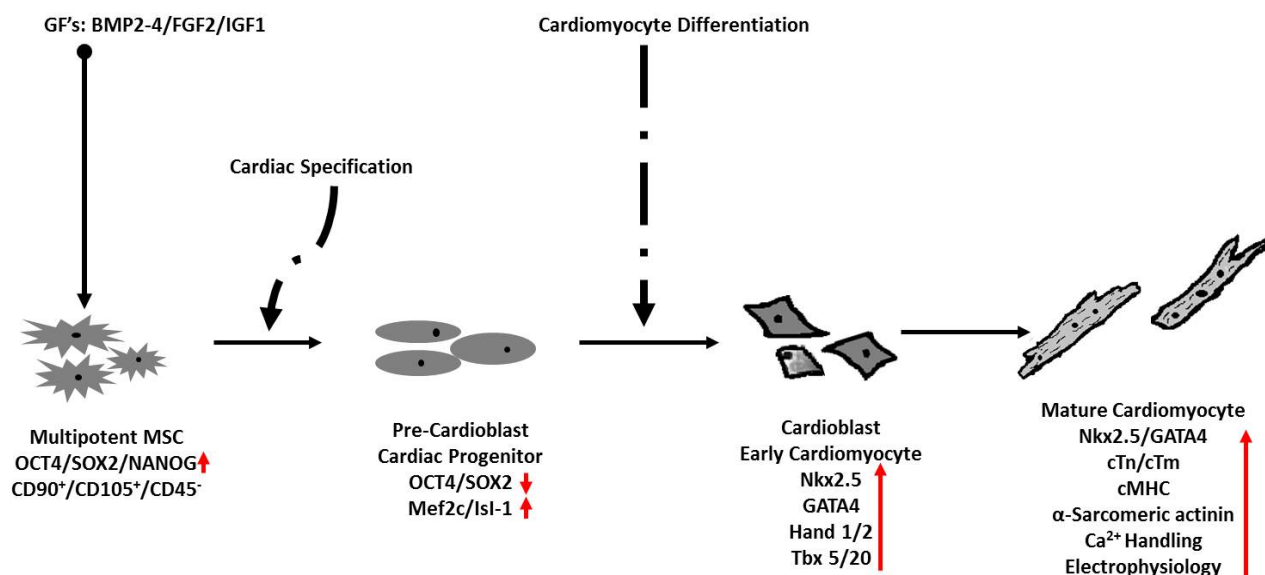 GF's: BMP2-4/FGF2/IGF1
Cardiomyocyte Differentiation
Cardiac Specification
Multipotent MSC
OCT4/SOX2/NANOG
CD90⁺/CD105⁺/CD45⁻
Pre-Cardioblast
Cardiac Progenitor
OCT4/SOX2
Mef2c/Isl-1
Cardioblast
Early Cardiomyocyte
Nkx2.5
GATA4
Hand 1/2
Tbx 5/20
Mature Cardiomyocyte
Nkx2.5/GATA4
cTn/cTm
cMHC
α-Sarcomeric actinin
Ca²⁺ Handling
Electrophysiology